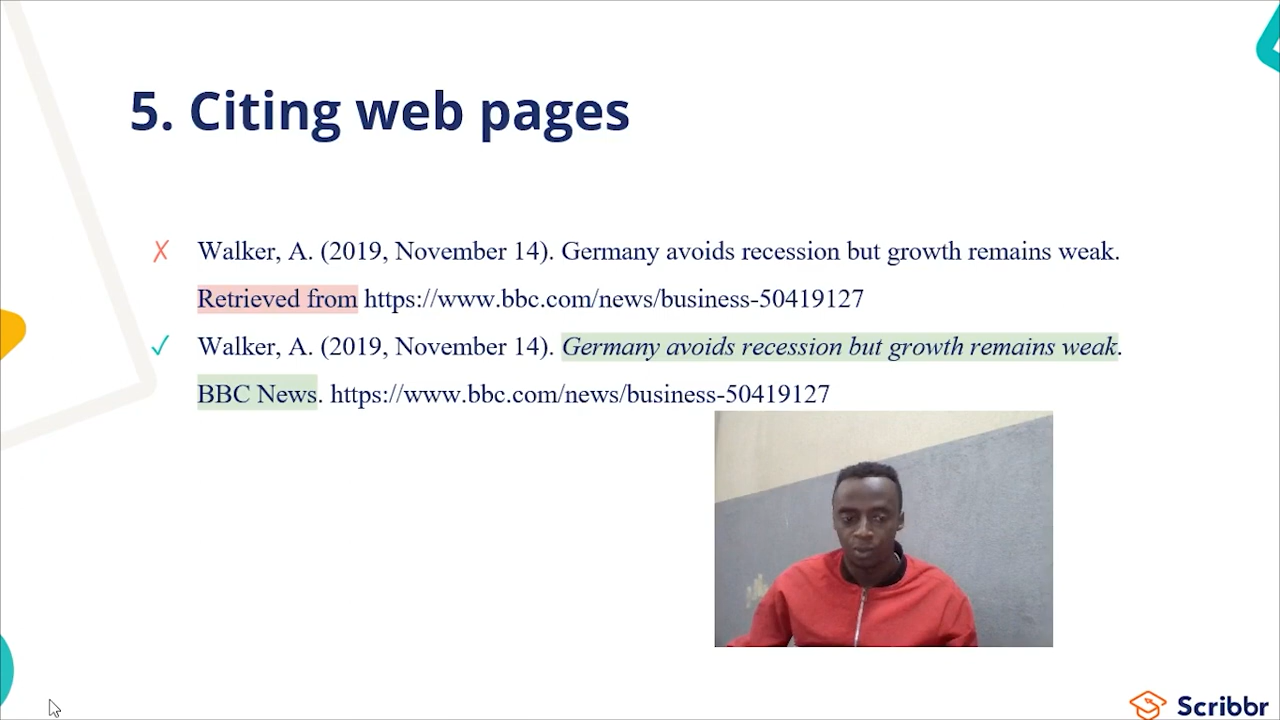 5. Citing web pages
✗ Walker, A. (2019, November 14). Germany avoids recession but growth remains weak.
Retrieved from https://www.bbc.com/news/business-50419127
✓ Walker, A. (2019, November 14). Germany avoids recession but growth remains weak.
BBC News. https://www.bbc.com/news/business-50419127
Scribbr